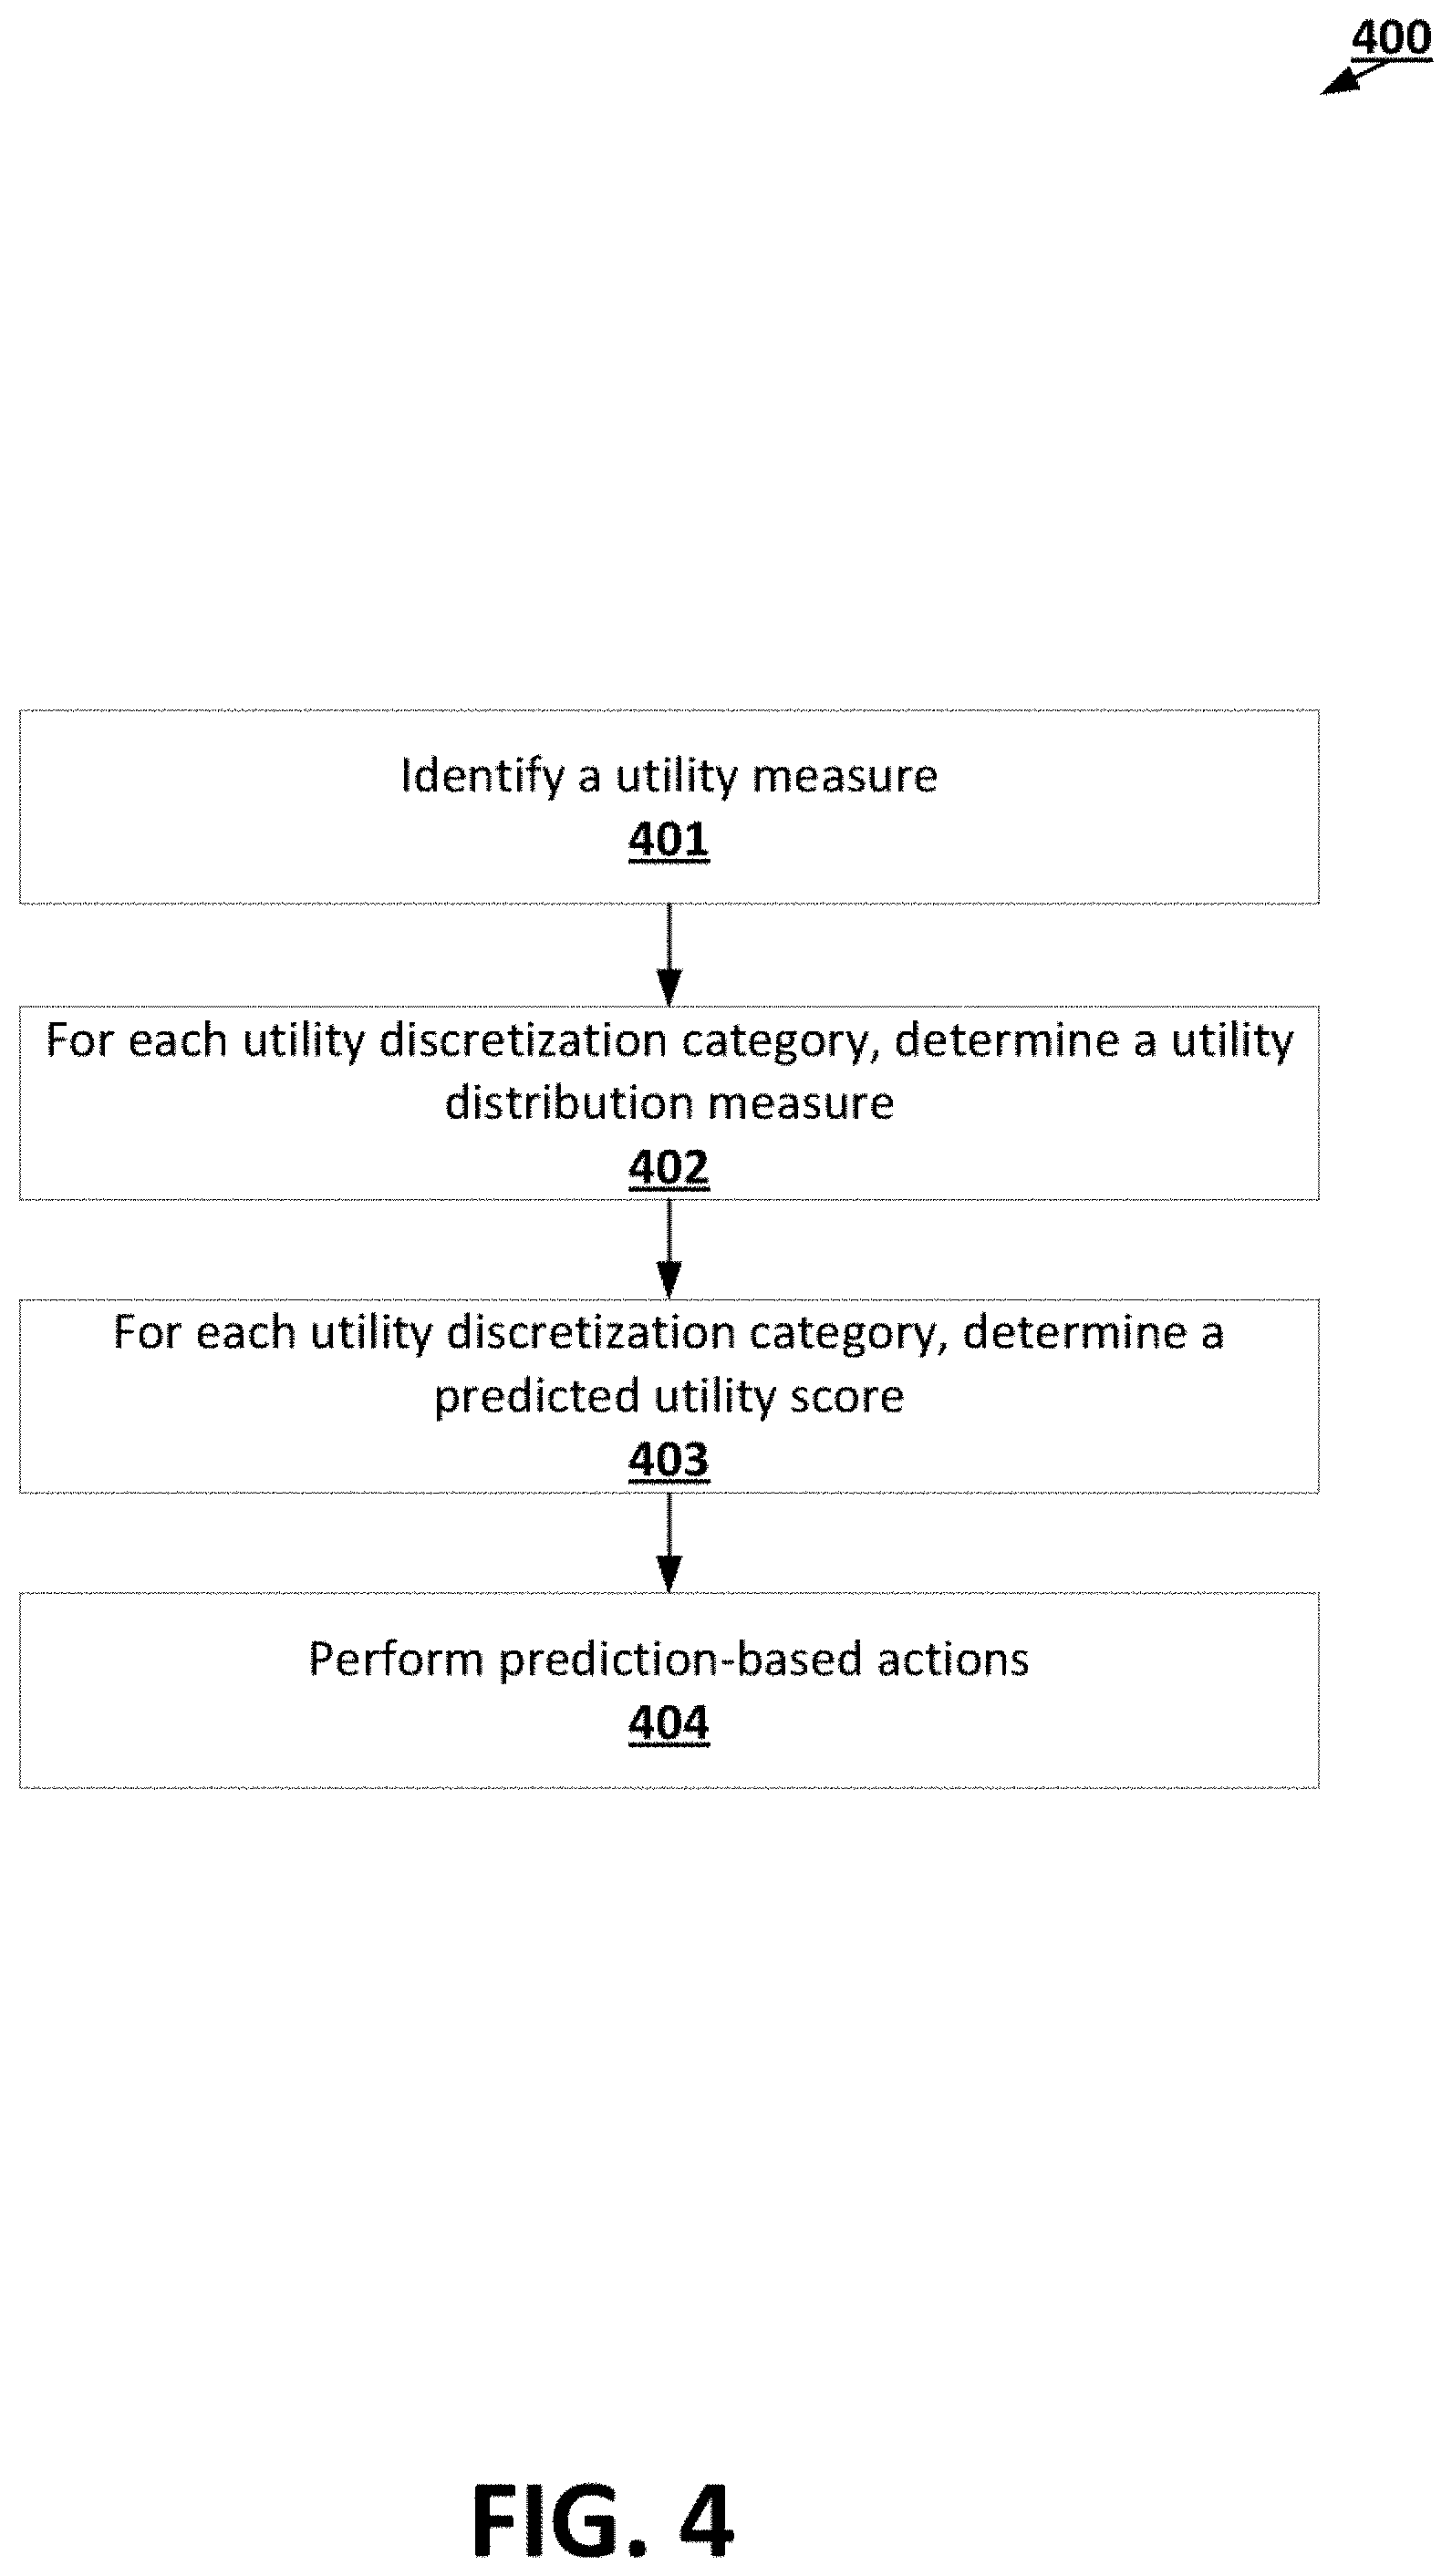 400
Identify a utility measure
401
For each utility discretization category, determine a utility
distribution measure
402
For each utility discretization category, determine a
predicted utility score
403
Perform prediction-based actions
404
FIG. 4